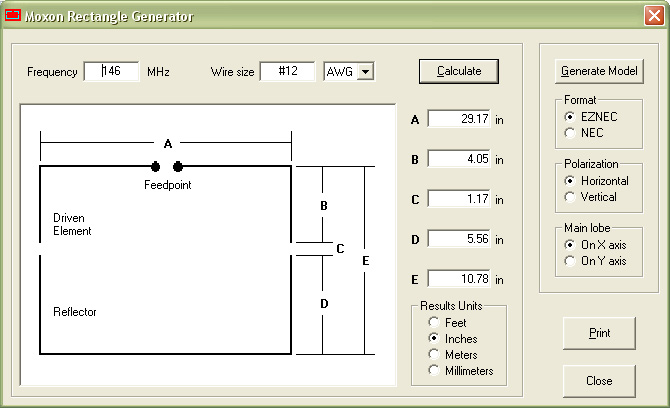 Moxon Rectangle Generator
Frequency 146 MHz Wire size #12 AWG Calculate
A
Feedpoint
Driven
Element
B
C
E
D
Reflector
A 29.17 in
B 4.05 in
C 1.17 in
D 5.56 in
E 10.78 in
Results Units
Feet
Inches
Meters
Millimeters
Generate Model
Format
EZNEC
NEC
Polarization
Horizontal
Vertical
Main lobe
On X axis
On Y axis
Print
Close